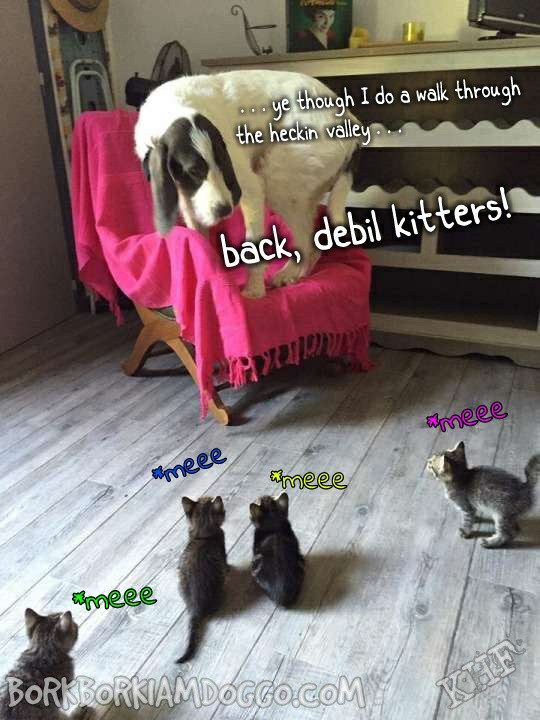 . . . ye though I do a walk through
the heckin valley . . .
back, debil kitters!
*meee
*meee
*meee
*meee
BORKBORKIAMDOGGO.COM
KHF